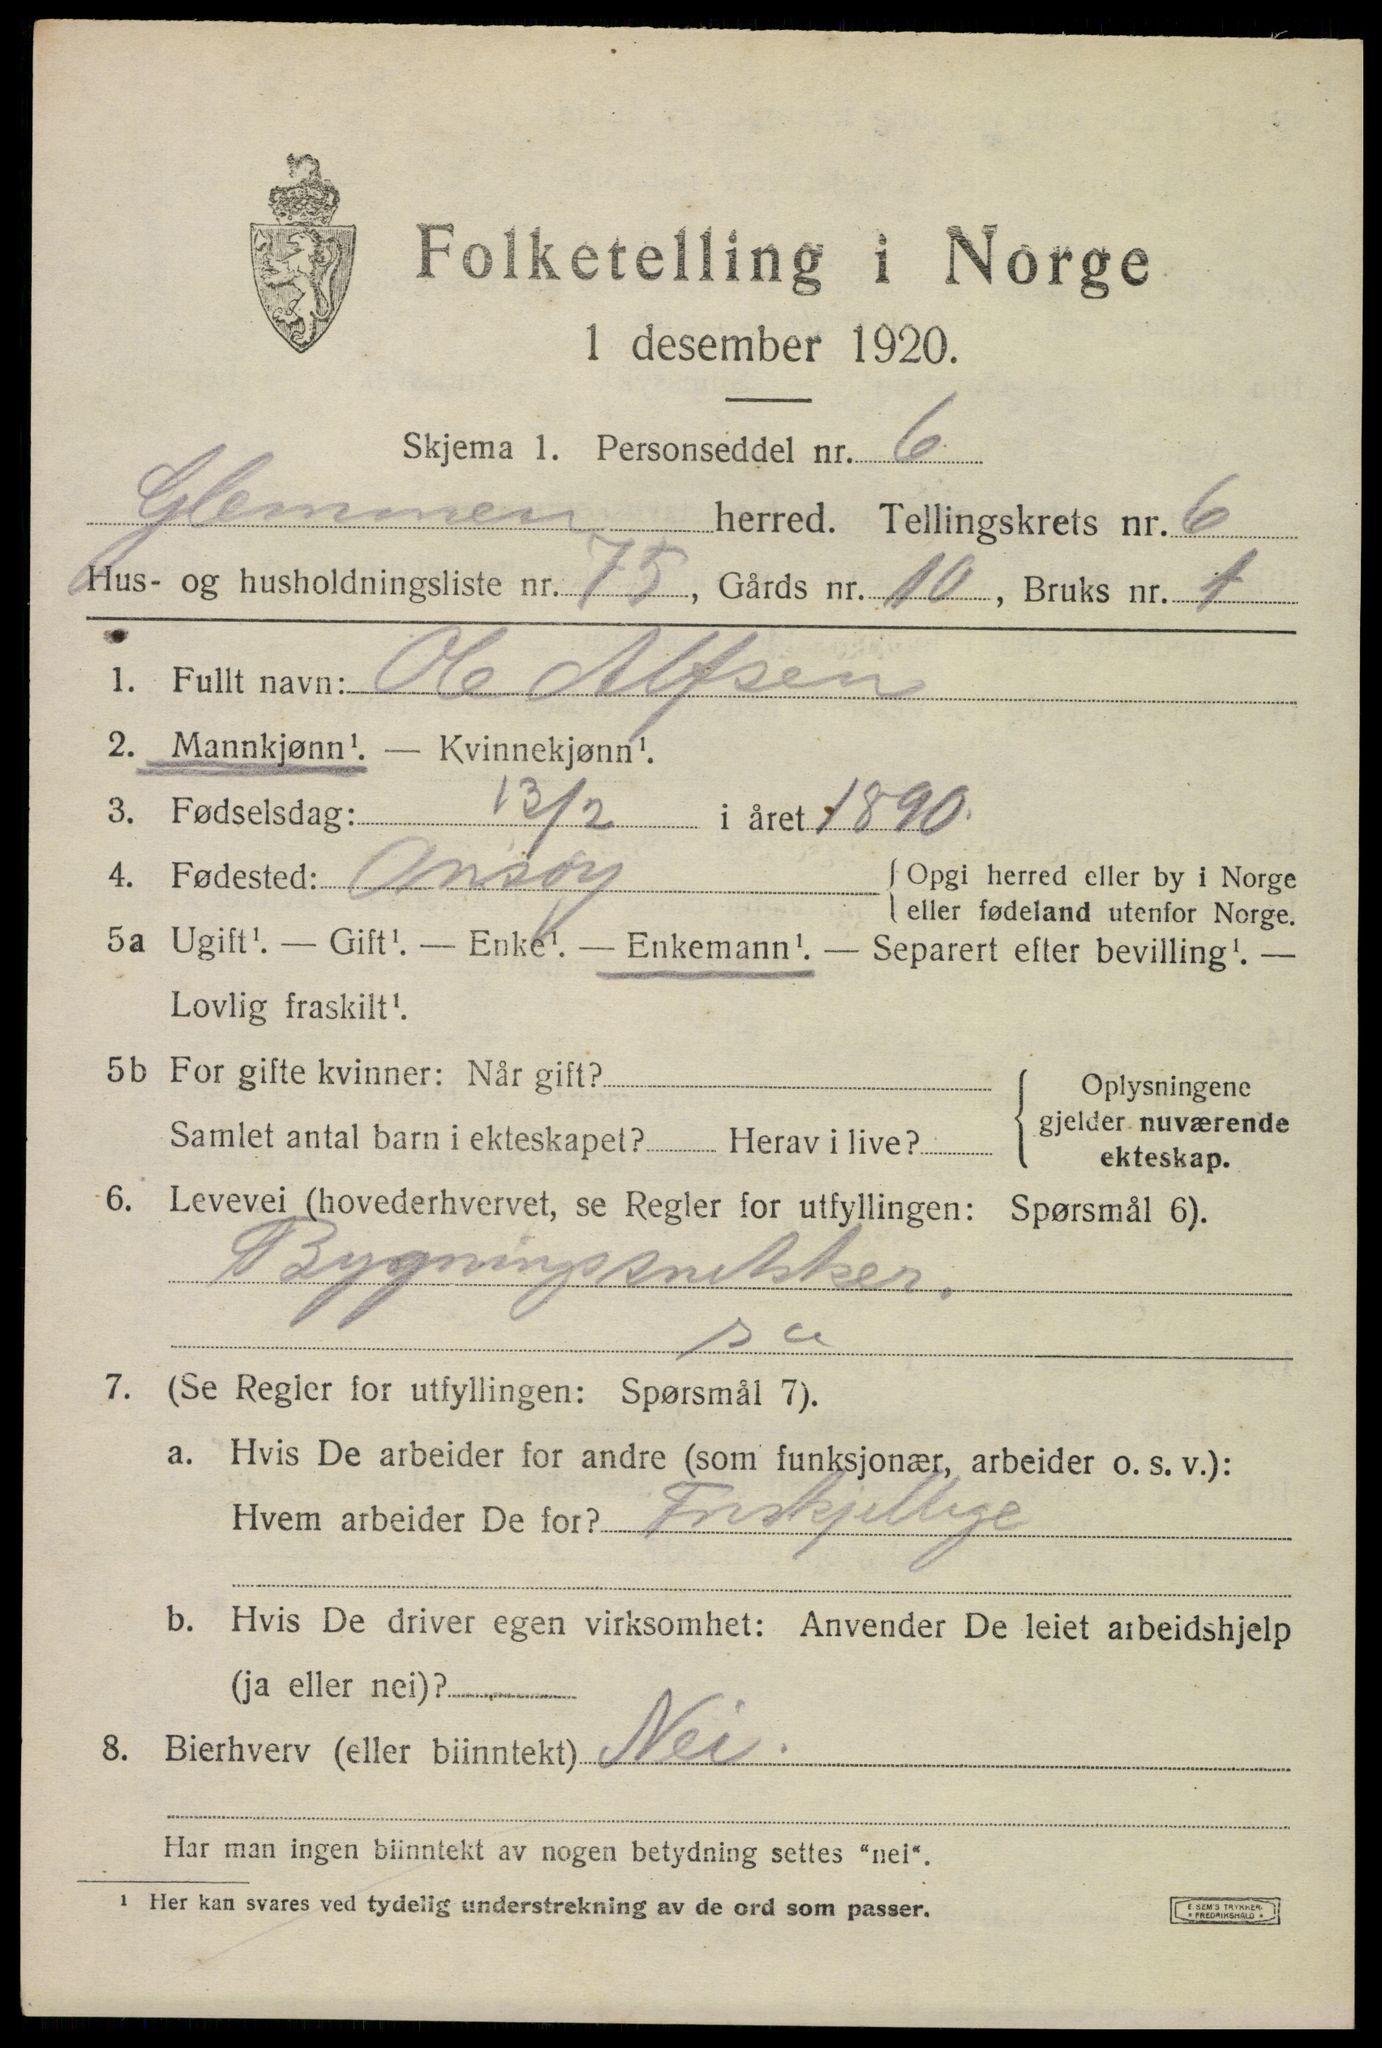 Folketelling i Norge
1 desember 1920.
Skjema 1. Personseddel nr. 6
Glemmen herred. Tellingskrets nr. 6
Hus- og husholdningsliste nr. 75, Gårds nr. 10, Bruks nr. 1
1. Fullt navn: Ole Alfsen
2. Mannkjønn¹. — Kvinnekjønn¹.
3. Fødselsdag: 13/2 i året 1890.
4. Fødested: Onsøy { Opgi herred eller by i Norge
eller fødeland utenfor Norge.
5a Ugift¹. — Gift¹. — Enke¹. — Enkemann¹. — Separert efter bevilling¹. —
Lovlig fraskilt¹.
5b For gifte kvinner: Når gift?
Samlet antal barn i ekteskapet? Herav i live?
{ Oplysningene
gjelder nuværende
ekteskap.
6. Levevei (hovederhvervet, se Regler for utfyllingen: Spørsmål 6).
Bygningssnekker.
7. (Se Regler for utfyllingen: Spørsmål 7).
a. Hvis De arbeider for andre (som funksjonær, arbeider o. s. v.):
Hvem arbeider De for? Forskjellige
b. Hvis De driver egen virksomhet: Anvender De leiet arbeidshjelp
(ja eller nei)?
8. Bierhverv (eller biinntekt) Nei.
Har man ingen biinntekt av nogen betydning settes "nei".
¹ Her kan svares ved tydelig understrekning av de ord som passer.
E. SEM'S TRYKKERI
* FREDRIKSHALD *